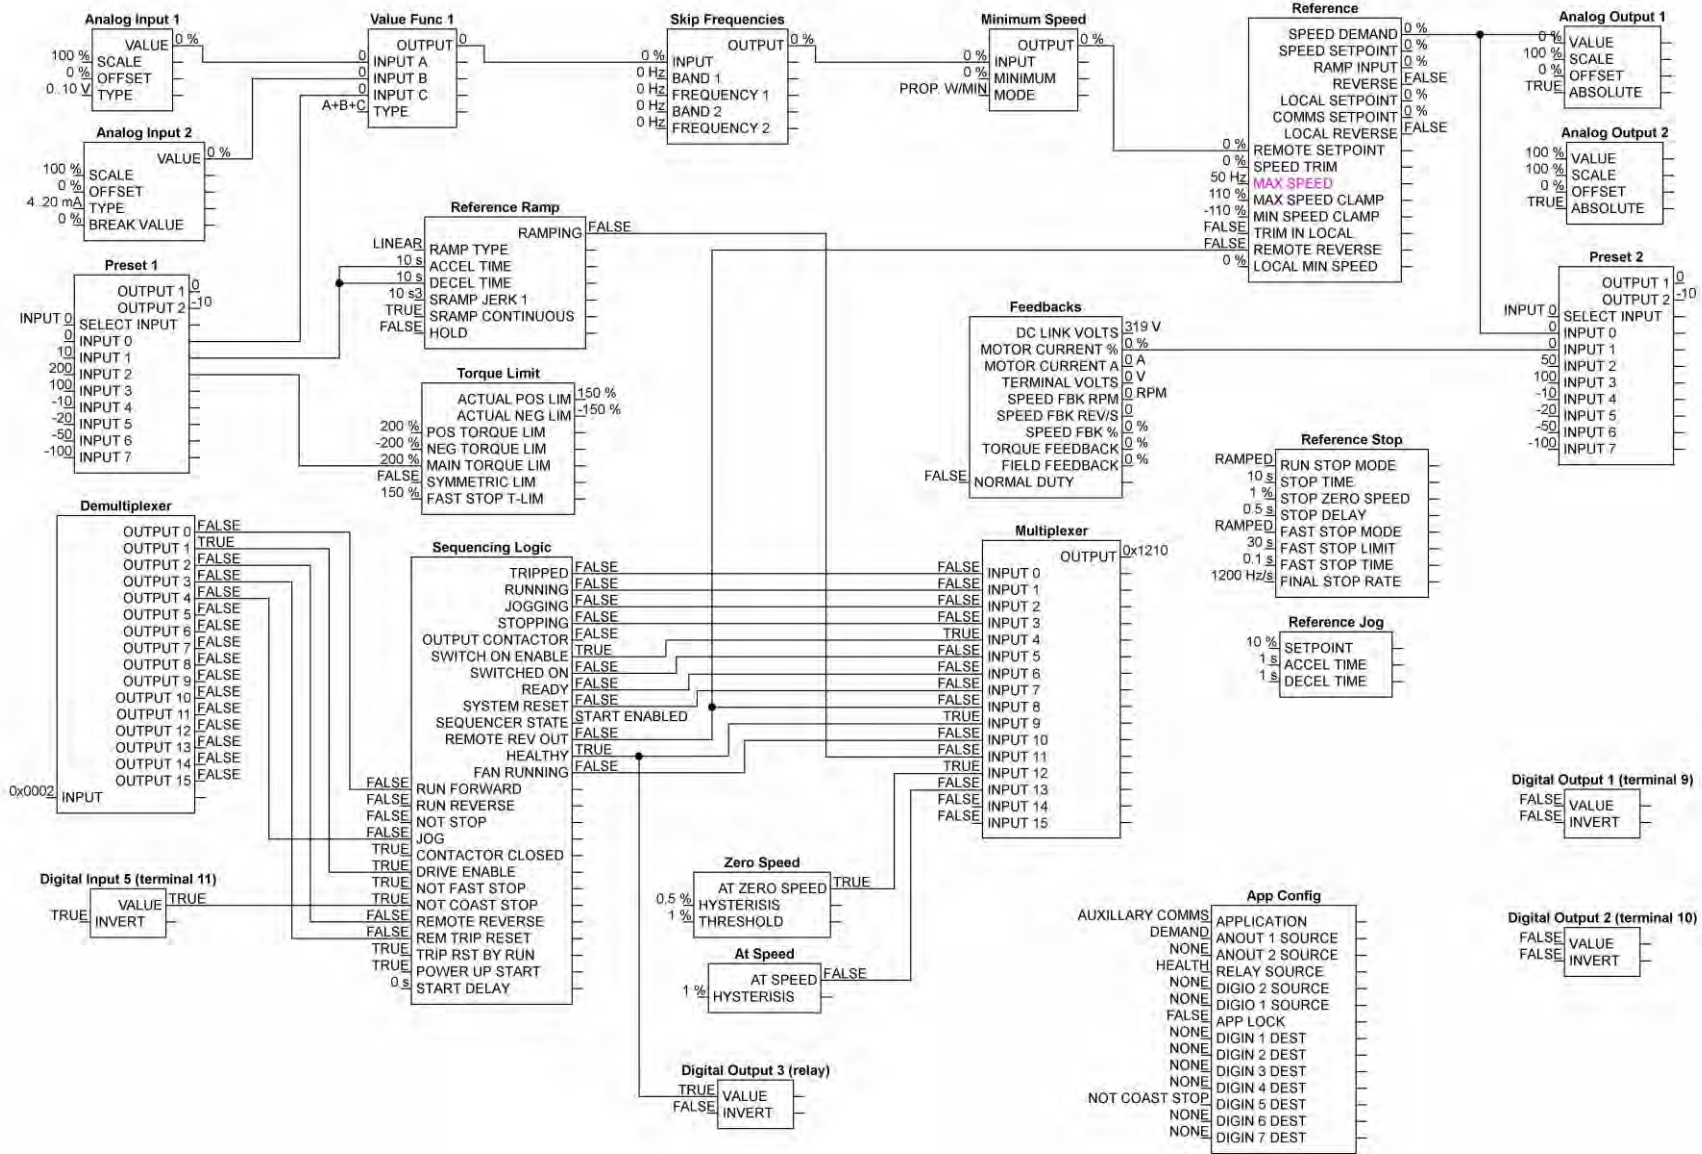 Analog Input 1
VALUE 0 %
100 % SCALE
0 % OFFSET
0..10 V TYPE
Value Func 1
OUTPUT 0
0 INPUT A
0 INPUT B
0 INPUT C
A+B+C TYPE
Skip Frequencies
OUTPUT 0 %
0 % INPUT
0 Hz BAND 1
0 Hz FREQUENCY 1
0 Hz BAND 2
0 Hz FREQUENCY 2
Minimum Speed
OUTPUT 0 %
0 % INPUT
0 % MINIMUM
PROP. W/MIN MODE
Reference
SPEED DEMAND 0 %
SPEED SETPOINT 0 %
RAMP INPUT 0 %
REVERSE FALSE
LOCAL SETPOINT 0 %
COMMS SETPOINT 0 %
LOCAL REVERSE FALSE
0 % REMOTE SETPOINT
0 % SPEED TRIM
50 Hz MAX SPEED
110 % MAX SPEED CLAMP
-110 % MIN SPEED CLAMP
FALSE TRIM IN LOCAL
FALSE REMOTE REVERSE
0 % LOCAL MIN SPEED
Analog Output 1
0 % VALUE
100 % SCALE
0 % OFFSET
TRUE ABSOLUTE
Analog Input 2
VALUE 0 %
100 % SCALE
0 % OFFSET
4..20 mA TYPE
0 % BREAK VALUE
Analog Output 2
100 % VALUE
100 % SCALE
0 % OFFSET
TRUE ABSOLUTE
Preset 1
OUTPUT 1 0
OUTPUT 2 -10
INPUT 0 SELECT INPUT
0 INPUT 0
10 INPUT 1
200 INPUT 2
100 INPUT 3
-10 INPUT 4
-20 INPUT 5
-50 INPUT 6
-100 INPUT 7
Reference Ramp
RAMPING FALSE
LINEAR RAMP TYPE
10 s ACCEL TIME
10 s DECEL TIME
10 s3 SRAMP JERK 1
TRUE SRAMP CONTINUOUS
FALSE HOLD
Preset 2
OUTPUT 1 0
OUTPUT 2 -10
INPUT 0 SELECT INPUT
0 INPUT 0
0 INPUT 1
50 INPUT 2
100 INPUT 3
-10 INPUT 4
-20 INPUT 5
-50 INPUT 6
-100 INPUT 7
Feedbacks
DC LINK VOLTS 319 V
MOTOR CURRENT % 0 %
MOTOR CURRENT A 0 A
TERMINAL VOLTS 0 V
SPEED FBK RPM 0 RPM
SPEED FBK REV/S 0
SPEED FBK % 0 %
TORQUE FEEDBACK 0 %
FIELD FEEDBACK 0 %
FALSE NORMAL DUTY
Torque Limit
ACTUAL POS LIM 150 %
ACTUAL NEG LIM -150 %
200 % POS TORQUE LIM
-200 % NEG TORQUE LIM
200 % MAIN TORQUE LIM
FALSE SYMMETRIC LIM
150 % FAST STOP T-LIM
Reference Stop
RAMPED RUN STOP MODE
10 s STOP TIME
1 % STOP ZERO SPEED
0.5 s STOP DELAY
RAMPED FAST STOP MODE
30 s FAST STOP LIMIT
0.1 s FAST STOP TIME
1200 Hz/s FINAL STOP RATE
Demultiplexer
OUTPUT 0 FALSE
OUTPUT 1 TRUE
OUTPUT 2 FALSE
OUTPUT 3 FALSE
OUTPUT 4 FALSE
OUTPUT 5 FALSE
OUTPUT 6 FALSE
OUTPUT 7 FALSE
OUTPUT 8 FALSE
OUTPUT 9 FALSE
OUTPUT 10 FALSE
OUTPUT 11 FALSE
OUTPUT 12 FALSE
OUTPUT 13 FALSE
OUTPUT 14 FALSE
OUTPUT 15 FALSE
0x0002 INPUT
Sequencing Logic
TRIPPED FALSE
RUNNING FALSE
JOGGING FALSE
STOPPING FALSE
OUTPUT CONTACTOR FALSE
SWITCH ON ENABLE TRUE
SWITCHED ON FALSE
READY FALSE
SYSTEM RESET FALSE
SEQUENCER STATE START ENABLED
REMOTE REV OUT FALSE
HEALTHY TRUE
FAN RUNNING FALSE
FALSE RUN FORWARD
FALSE RUN REVERSE
FALSE NOT STOP
FALSE JOG
TRUE CONTACTOR CLOSED
TRUE DRIVE ENABLE
TRUE NOT FAST STOP
TRUE NOT COAST STOP
FALSE REMOTE REVERSE
FALSE REM TRIP RESET
TRUE TRIP RST BY RUN
TRUE POWER UP START
0 s START DELAY
Multiplexer
OUTPUT 0x1210
FALSE INPUT 0
FALSE INPUT 1
FALSE INPUT 2
FALSE INPUT 3
TRUE INPUT 4
FALSE INPUT 5
FALSE INPUT 6
FALSE INPUT 7
FALSE INPUT 8
TRUE INPUT 9
FALSE INPUT 10
FALSE INPUT 11
TRUE INPUT 12
FALSE INPUT 13
FALSE INPUT 14
FALSE INPUT 15
Reference Jog
10 % SETPOINT
1 s ACCEL TIME
1 s DECEL TIME
Digital Output 1 (terminal 9)
FALSE VALUE
FALSE INVERT
Digital Input 5 (terminal 11)
VALUE TRUE
TRUE INVERT
Zero Speed
AT ZERO SPEED TRUE
0.5 % HYSTERISIS
1 % THRESHOLD
At Speed
AT SPEED FALSE
1 % HYSTERISIS
App Config
AUXILLARY COMMS APPLICATION
DEMAND ANOUT 1 SOURCE
NONE ANOUT 2 SOURCE
HEALTH RELAY SOURCE
NONE DIGIO 2 SOURCE
NONE DIGIO 1 SOURCE
FALSE APP LOCK
NONE DIGIN 1 DEST
NONE DIGIN 2 DEST
NONE DIGIN 3 DEST
NONE DIGIN 4 DEST
NOT COAST STOP DIGIN 5 DEST
NONE DIGIN 6 DEST
NONE DIGIN 7 DEST
Digital Output 2 (terminal 10)
FALSE VALUE
FALSE INVERT
Digital Output 3 (relay)
TRUE VALUE
FALSE INVERT